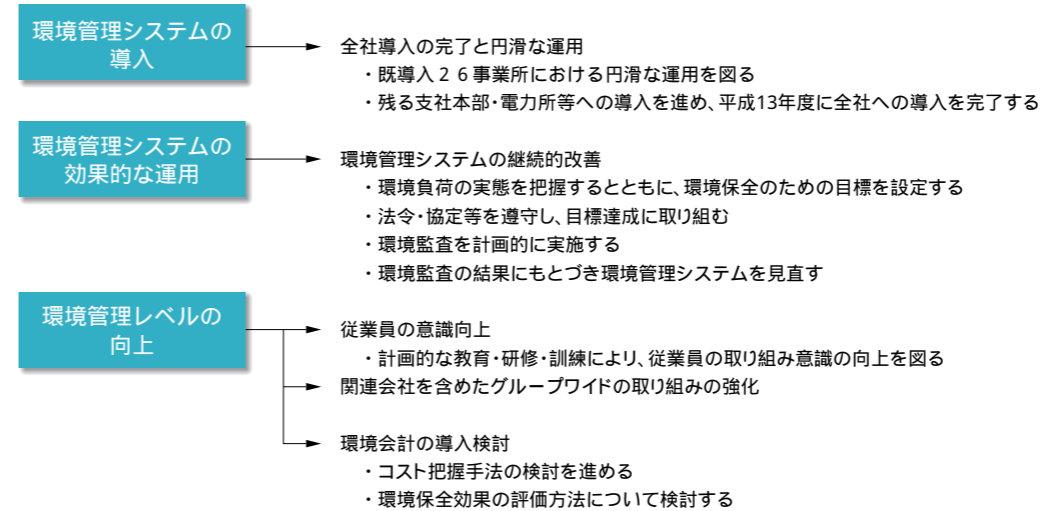 環境管理システムの
導入
全社導入の完了と円滑な運用
・既導入26事業所における円滑な運用を図る
・残る支社本部・電力所等への導入を進め、平成13年度に全社への導入を完了する
環境管理システムの
効果的な運用
環境管理システムの継続的改善
・環境負荷の実態を把握するとともに、環境保全のための目標を設定する
・法令・協定等を遵守し、目標達成に取り組む
・環境監査を計画的に実施する
・環境監査の結果にもとづき環境管理システムを見直す
環境管理レベルの
向上
従業員の意識向上
・計画的な教育・研修・訓練により、従業員の取り組み意識の向上を図る
関連会社を含めたグループワイドの取り組みの強化
環境会計の導入検討
・コスト把握手法の検討を進める
・環境保全効果の評価方法について検討する